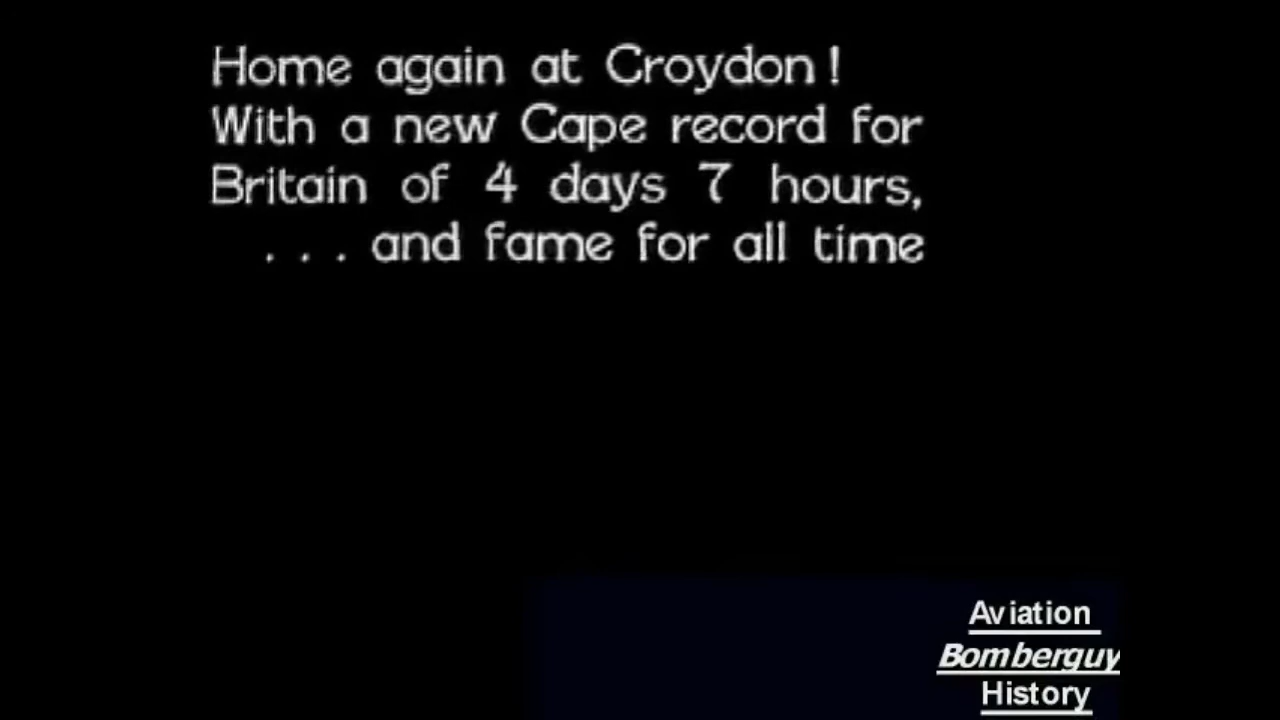 Home again at Croydon!
With a new Cape record for
Britain of 4 days 7 hours,
. . . and fame for all time
Aviation
Bomberguy
History